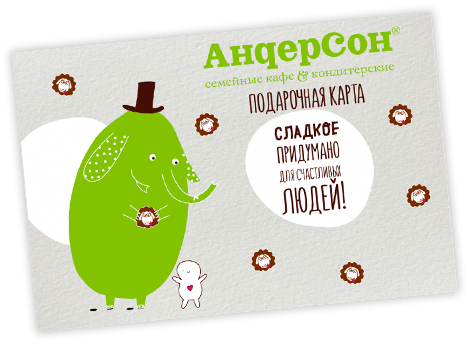 АндерСон®
семейные кафе & кондитерские
ПОДАРОЧНАЯ КАРТА
СЛАДКОЕ
ПРИДУМАНО
ДЛЯ СЧАСТЛИВЫХ
ЛЮДЕЙ!